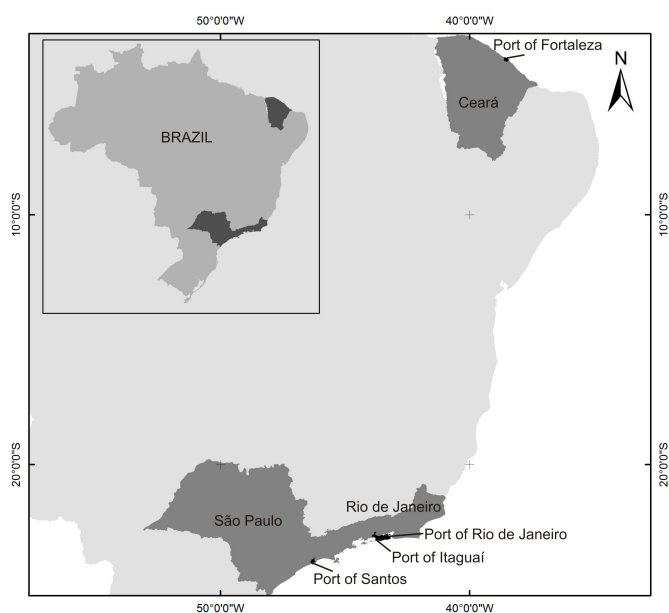 50°0'0"W 40°0'0"W
Port of Fortaleza
N
Ceará
BRAZIL
10°0'0"S 10°0'0"S
20°0'0"S 20°0'0"S
Rio de Janeiro
São Paulo
Port of Rio de Janeiro
Port of Itaguaí
Port of Santos
50°0'0"W 40°0'0"W